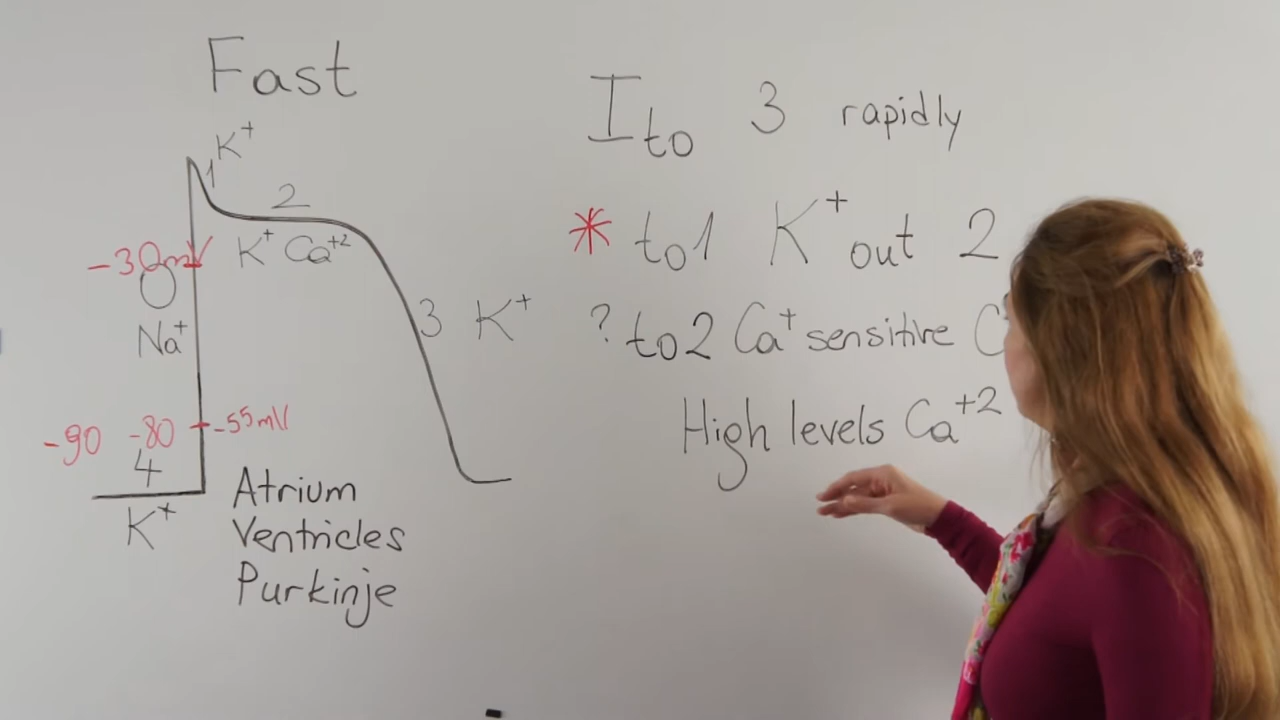 Fast
K+
1
2
K+ Ca+2
-30mV
0
Na+
3 K+
-90 -80 -55mV
4
K+
Atrium
Ventricles
Purkinje
Ito 3 rapidly
* to1 K+ out 2
? to2 Ca+ sensitive
High levels Ca+2